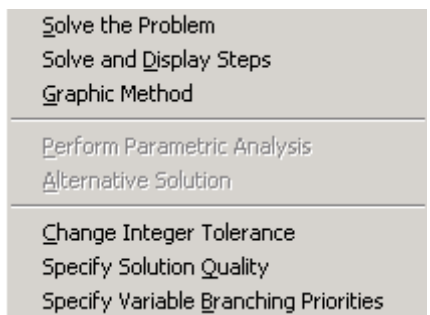 Solve the Problem
Solve and Display Steps
Graphic Method
Perform Parametric Analysis
Alternative Solution
Change Integer Tolerance
Specify Solution Quality
Specify Variable Branching Priorities